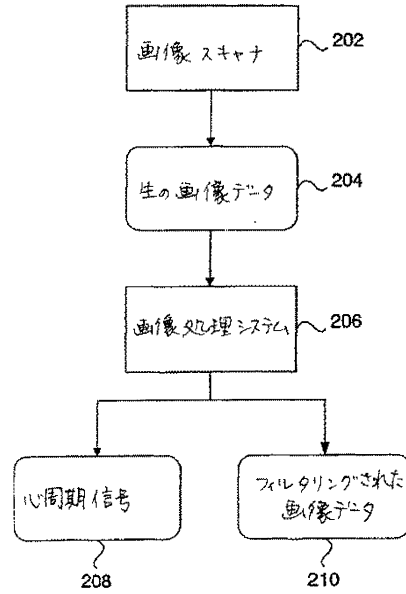 画像スキャナ
202
生の画像データ
204
画像処理システム
206
心周期信号
208
フィルタリングされた
画像データ
210